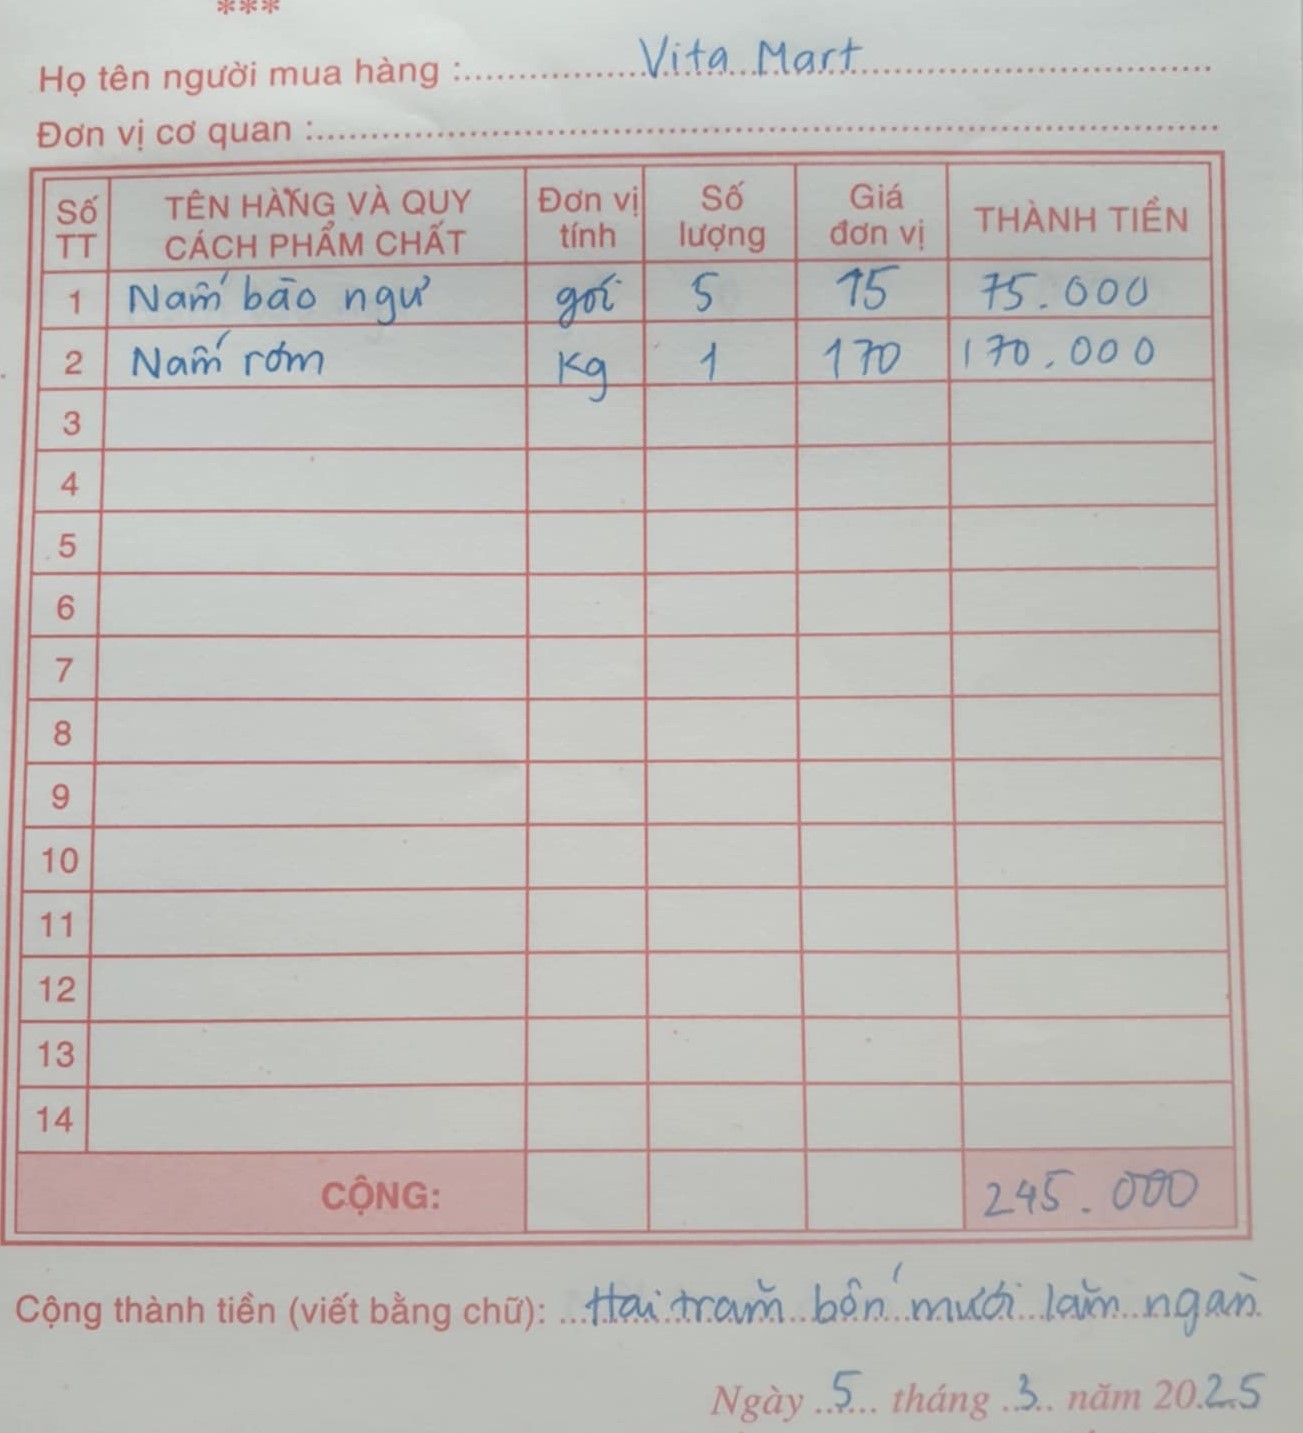 ***
Họ tên người mua hàng : Vita Mart
Đơn vị cơ quan :
Số TT TÊN HÀNG VÀ QUY CÁCH PHẨM CHẤT Đơn vị tính Số lượng Giá đơn vị THÀNH TIỀN
1 Nấm bào ngư gói 5 15 75.000
2 Nấm rơm Kg 1 170 170.000
3
4
5
6
7
8
9
10
11
12
13
14
CỘNG: 245.000
Cộng thành tiền (viết bằng chữ): Hai trăm bốn mươi lăm ngàn
Ngày 5 tháng 3 năm 2025